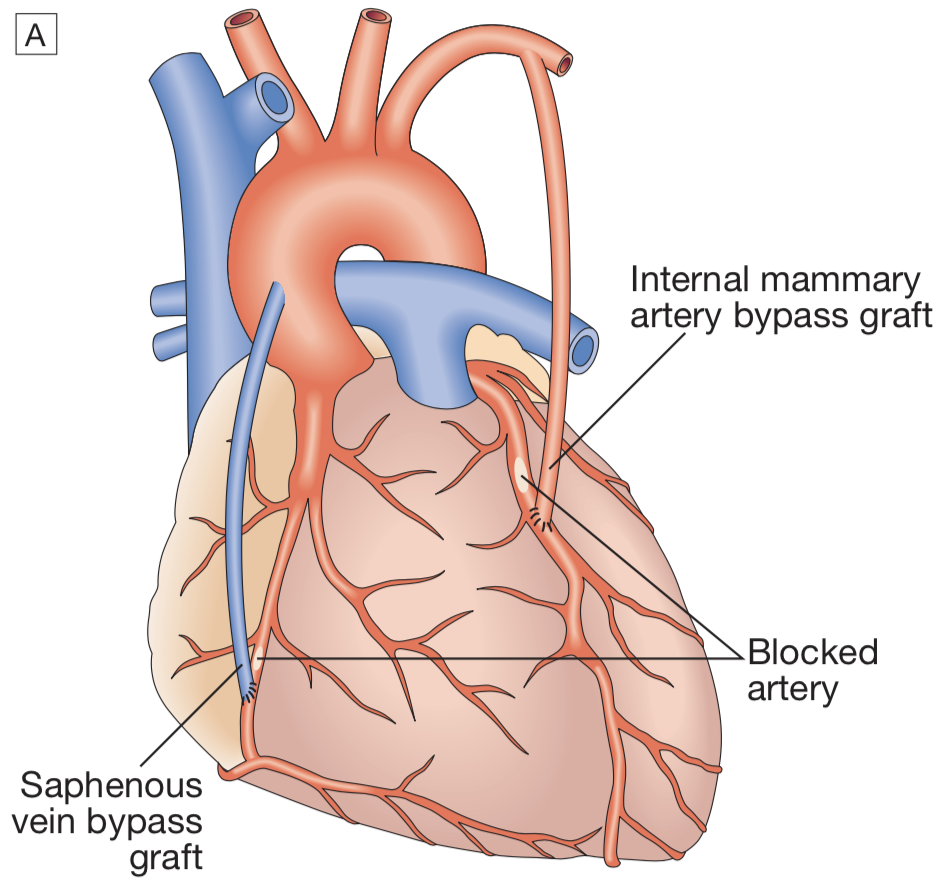 A
Internal mammary
artery bypass graft
Blocked
artery
Saphenous
vein bypass
graft